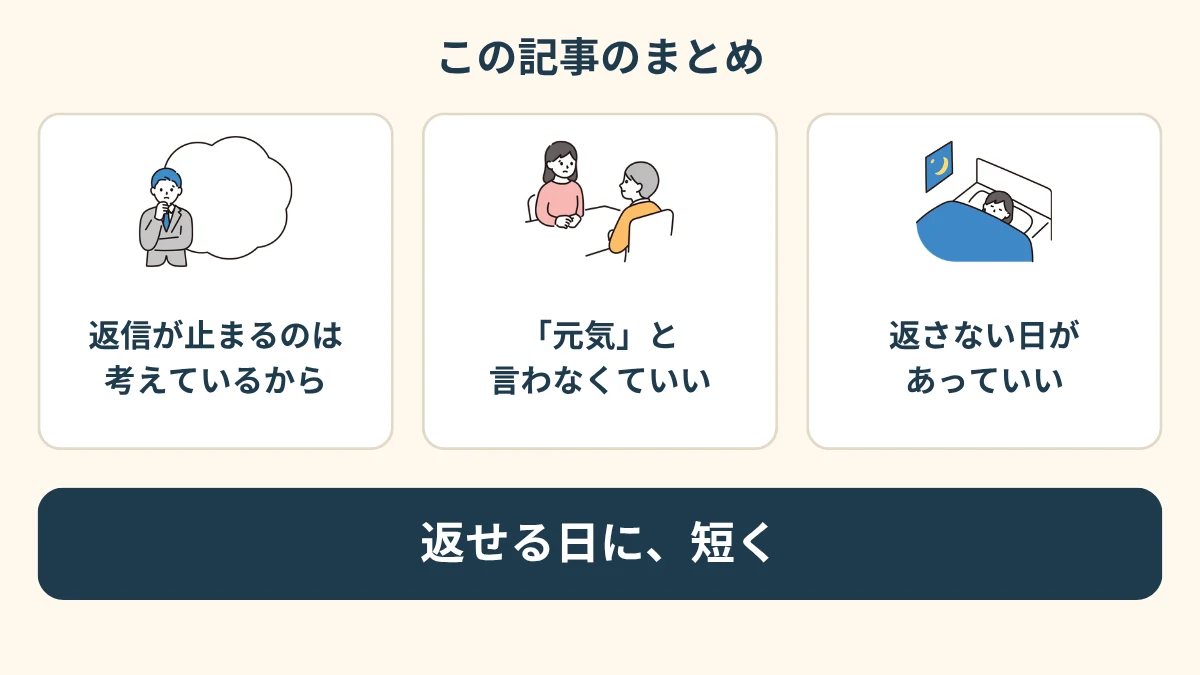 この記事のまとめ
返信が止まるのは
考えているから
「元気」と
言わなくていい
返さない日が
あっていい
返せる日に、短く